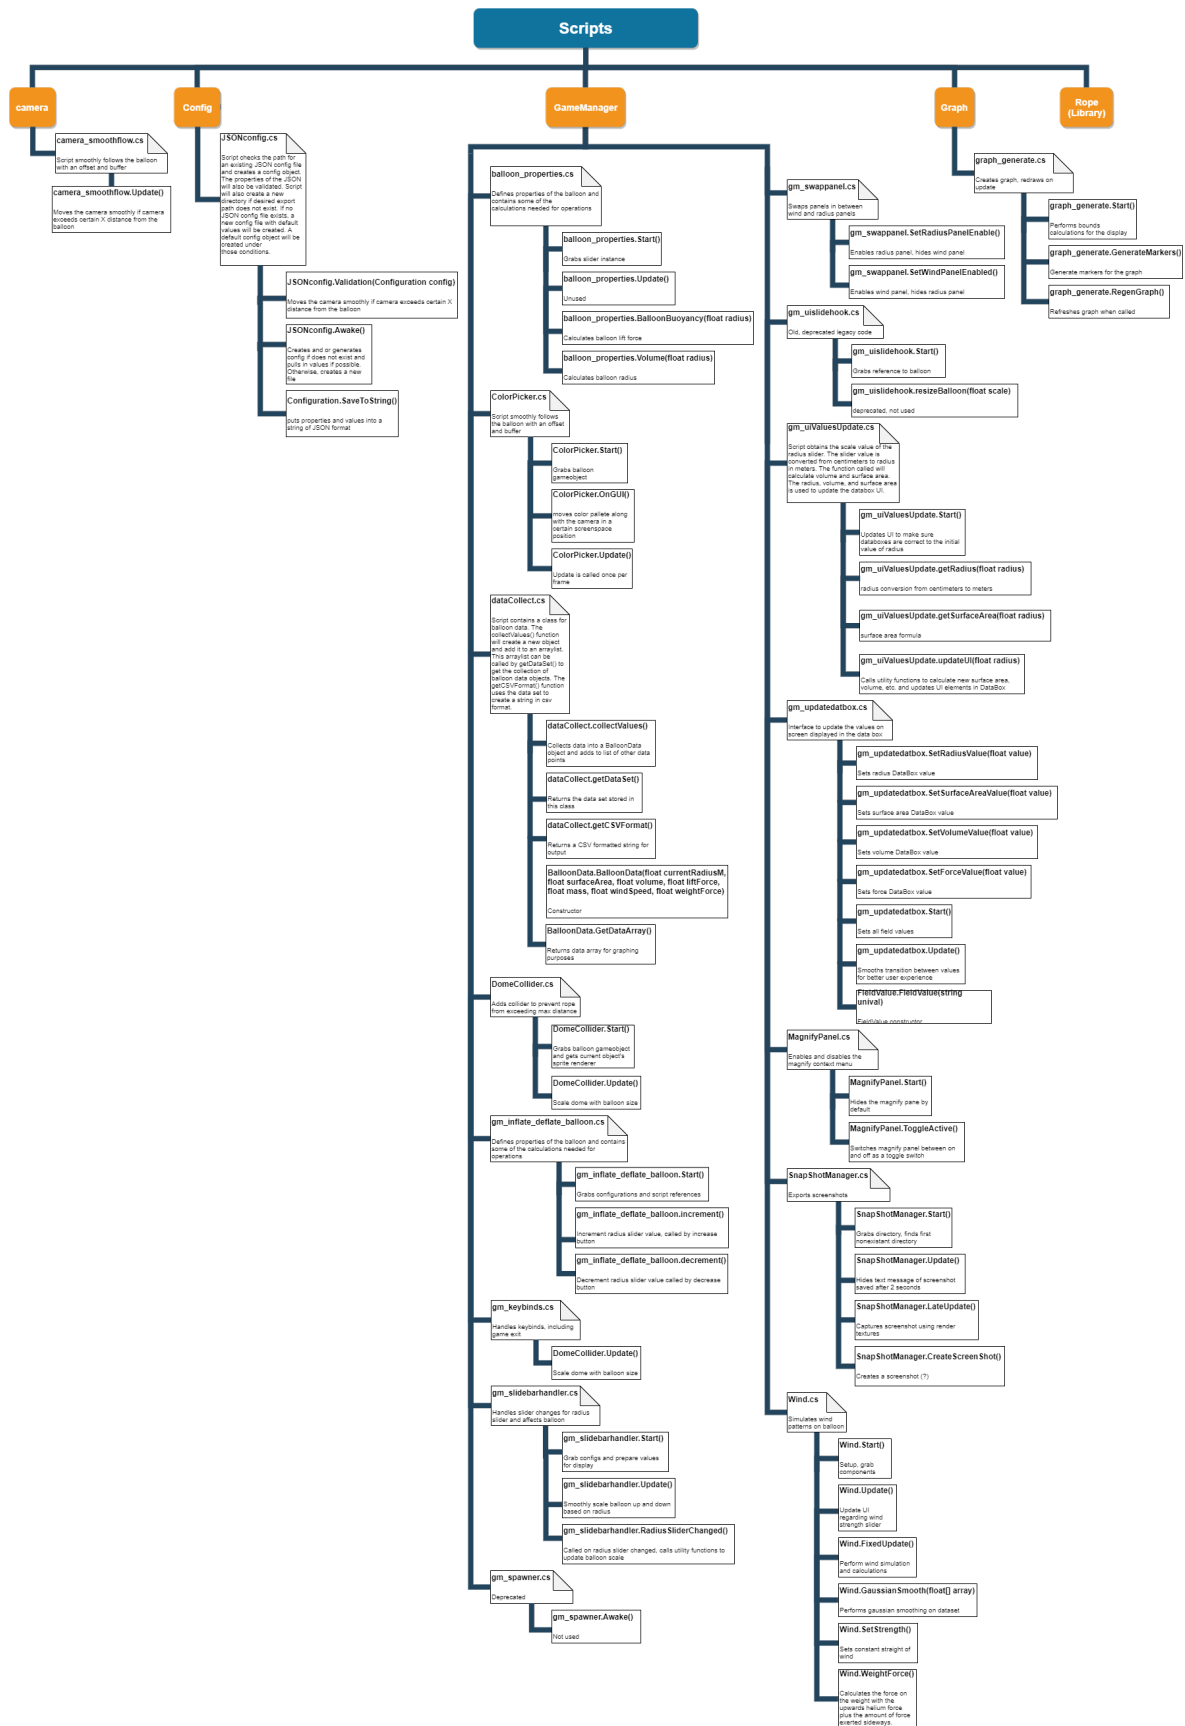 Scripts
camera
Config
GameManager
Graph
Rope
(Library)
camera_smoothflow.cs
Script smoothly follows the balloon
with an offset and buffer
camera_smoothflow.Update()
Moves the camera smoothly if camera
exceeds certain X distance from the
balloon
JSONconfig.cs
Script checks the path for
an existing JSON config file
and creates a config object.
The properties of the JSON
will also be validated. Script
will also create a new
directory if desired export
path does not exist. If no
JSON config file exists, a
new config file with default
values will be created. A
default config object will be
created under
those conditions.
JSONconfig.Validation(Configuration config)
Moves the camera smoothly if camera exceeds certain X
distance from the balloon
JSONconfig.Awake()
Creates and or generates
config if does not exist and
pulls in values if possible.
Otherwise, creates a new
file
Configuration.SaveToString()
puts properties and values into a
string of JSON format
balloon_properties.cs
Defines properties of the balloon and
contains some of the
calculations needed for operations
balloon_properties.Start()
Grabs slider instance
balloon_properties.Update()
Unused
balloon_properties.BalloonBuoyancy(float radius)
Calculates balloon lift force
balloon_properties.Volume(float radius)
Calculates balloon radius
ColorPicker.cs
Script smoothly follows
the balloon with an offset
and buffer
ColorPicker.Start()
Grabs balloon
gameobject
ColorPicker.OnGUI()
moves color pallete along
with the camera in a
certain screenspace
position
ColorPicker.Update()
Update is called once per
frame
dataCollect.cs
Script contains a class for
balloon data. The
collectValues() function
will create a new object
and add it to an arraylist.
This arraylist can be
called by getDataSet() to
get the collection of
balloon data objects. The
getCSVFormat() function
uses the data set to
create a string in csv
format.
dataCollect.collectValues()
Collects data into a BalloonData
object and adds to list of other data
points
dataCollect.getDataSet()
Returns the data set stored in
this class
dataCollect.getCSVFormat()
Returns a CSV formatted string for
output
BalloonData.BalloonData(float currentRadiusM,
float surfaceArea, float volume, float liftForce,
float mass, float windSpeed, float weightForce)
Constructor
BalloonData.GetDataArray()
Returns data array for graphing
purposes
DomeCollider.cs
Adds collider to prevent rope
from exceeding max distance
DomeCollider.Start()
Grabs balloon gameobject
and gets current object's
sprite renderer
DomeCollider.Update()
Scale dome with balloon size
gm_inflate_deflate_balloon.cs
Defines properties of the balloon and contains
some of the calculations needed for
operations
gm_inflate_deflate_balloon.Start()
Grabs configurations and script references
gm_inflate_deflate_balloon.increment()
Increment radius slider value, called by increase
button
gm_inflate_deflate_balloon.decrement()
Decrement radius slider value called by decrease
button
gm_keybinds.cs
Handles keybinds, including
game exit
DomeCollider.Update()
Scale dome with balloon size
gm_slidebarhandler.cs
Handles slider changes for radius
slider and affects balloon
gm_slidebarhandler.Start()
Grab configs and prepare values
for display
gm_slidebarhandler.Update()
Smoothly scale balloon up and down
based on radius
gm_slidebarhandler.RadiusSliderChanged()
Called on radius slider changed, calls utility functions to
update balloon scale
gm_spawner.cs
Deprecated
gm_spawner.Awake()
Not used
gm_swappanel.cs
Swaps panels in between
wind and radius panels
gm_swappanel.SetRadiusPanelEnable()
Enables radius panel, hides wind panel
gm_swappanel.SetWindPanelEnabled()
Enables wind panel, hides radius panel
gm_uislidehook.cs
Old, deprecated legacy code
gm_uislidehook.Start()
Grabs reference to balloon
gm_uislidehook.resizeBalloon(float scale)
deprecated, not used
gm_uiValuesUpdate.cs
Script obtains the scale value of the
radius slider. The slider value is
converted from centimeters to radius
in meters. The function called will
calculate volume and surface area.
The radius, volume, and surface area
is used to update the databox UI.
gm_uiValuesUpdate.Start()
Updates UI to make sure
databoxes are correct to the initial
value of radius
gm_uiValuesUpdate.getRadius(float radius)
radius conversion from centimeters to meters
gm_uiValuesUpdate.getSurfaceArea(float radius)
surface area formula
gm_uiValuesUpdate.updateUI(float radius)
Calls utility functions to calculate new surface area,
volume, etc. and updates UI elements in DataBox
gm_updatedatbox.cs
Interface to update the values on
screen displayed in the data box
gm_updatedatbox.SetRadiusValue(float value)
Sets radius DataBox value
gm_updatedatbox.SetSurfaceAreaValue(float value)
Sets surface area DataBox value
gm_updatedatbox.SetVolumeValue(float value)
Sets volume DataBox value
gm_updatedatbox.SetForceValue(float value)
Sets force DataBox value
gm_updatedatbox.Start()
Sets all field values
gm_updatedatbox.Update()
Smooths transition between values
for better user experience
FieldValue.FieldValue(string
unival)
FieldValue constructor
MagnifyPanel.cs
Enables and disables the
magnify context menu
MagnifyPanel.Start()
Hides the magnify pane by
default
MagnifyPanel.ToggleActive()
Switches magnify panel between on
and off as a toggle switch
SnapShotManager.cs
Exports screenshots
SnapShotManager.Start()
Grabs directory, finds first
nonexistant directory
SnapShotManager.Update()
Hides text message of screenshot
saved after 2 seconds
SnapShotManager.LateUpdate()
Captures screenshot using render
textures
SnapShotManager.CreateScreenShot()
Creates a screenshot (?)
Wind.cs
Simulates wind
patterns on balloon
Wind.Start()
Setup, grab
components
Wind.Update()
Update UI
regarding wind
strength slider
Wind.FixedUpdate()
Perform wind simulation
and calculations
Wind.GaussianSmooth(float[] array)
Performs gaussian smoothing on dataset
Wind.SetStrength()
Sets constant straight of
wind
Wind.WeightForce()
Calculates the force on
the weight with the
upwards helium force
plus the amount of force
exerted sideways.
graph_generate.cs
Creates graph, redraws on
update
graph_generate.Start()
Performs bounds
calculations for the display
graph_generate.GenerateMarkers()
Generate markers for the graph
graph_generate.RegenGraph()
Refreshes graph when called